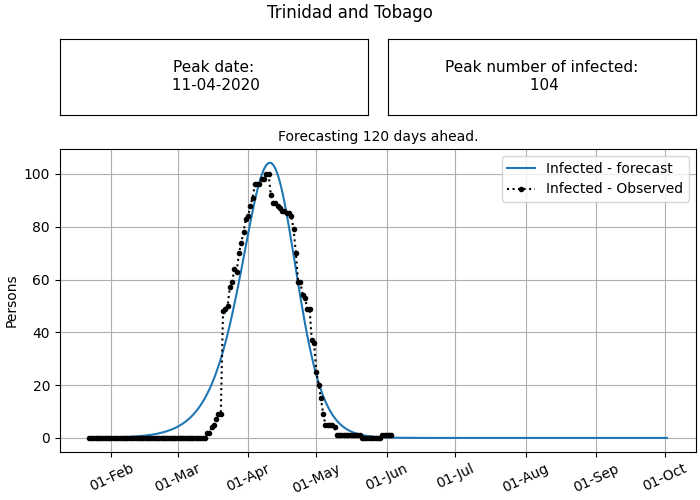 Trinidad and Tobago
Peak date:
11-04-2020
Peak number of infected:
104
Forecasting 120 days ahead.
Infected - forecast
Infected - Observed
Persons
100
80
60
40
20
0
01-Feb
01-Mar
01-Apr
01-May
01-Jun
01-Jul
01-Aug
01-Sep
01-Oct